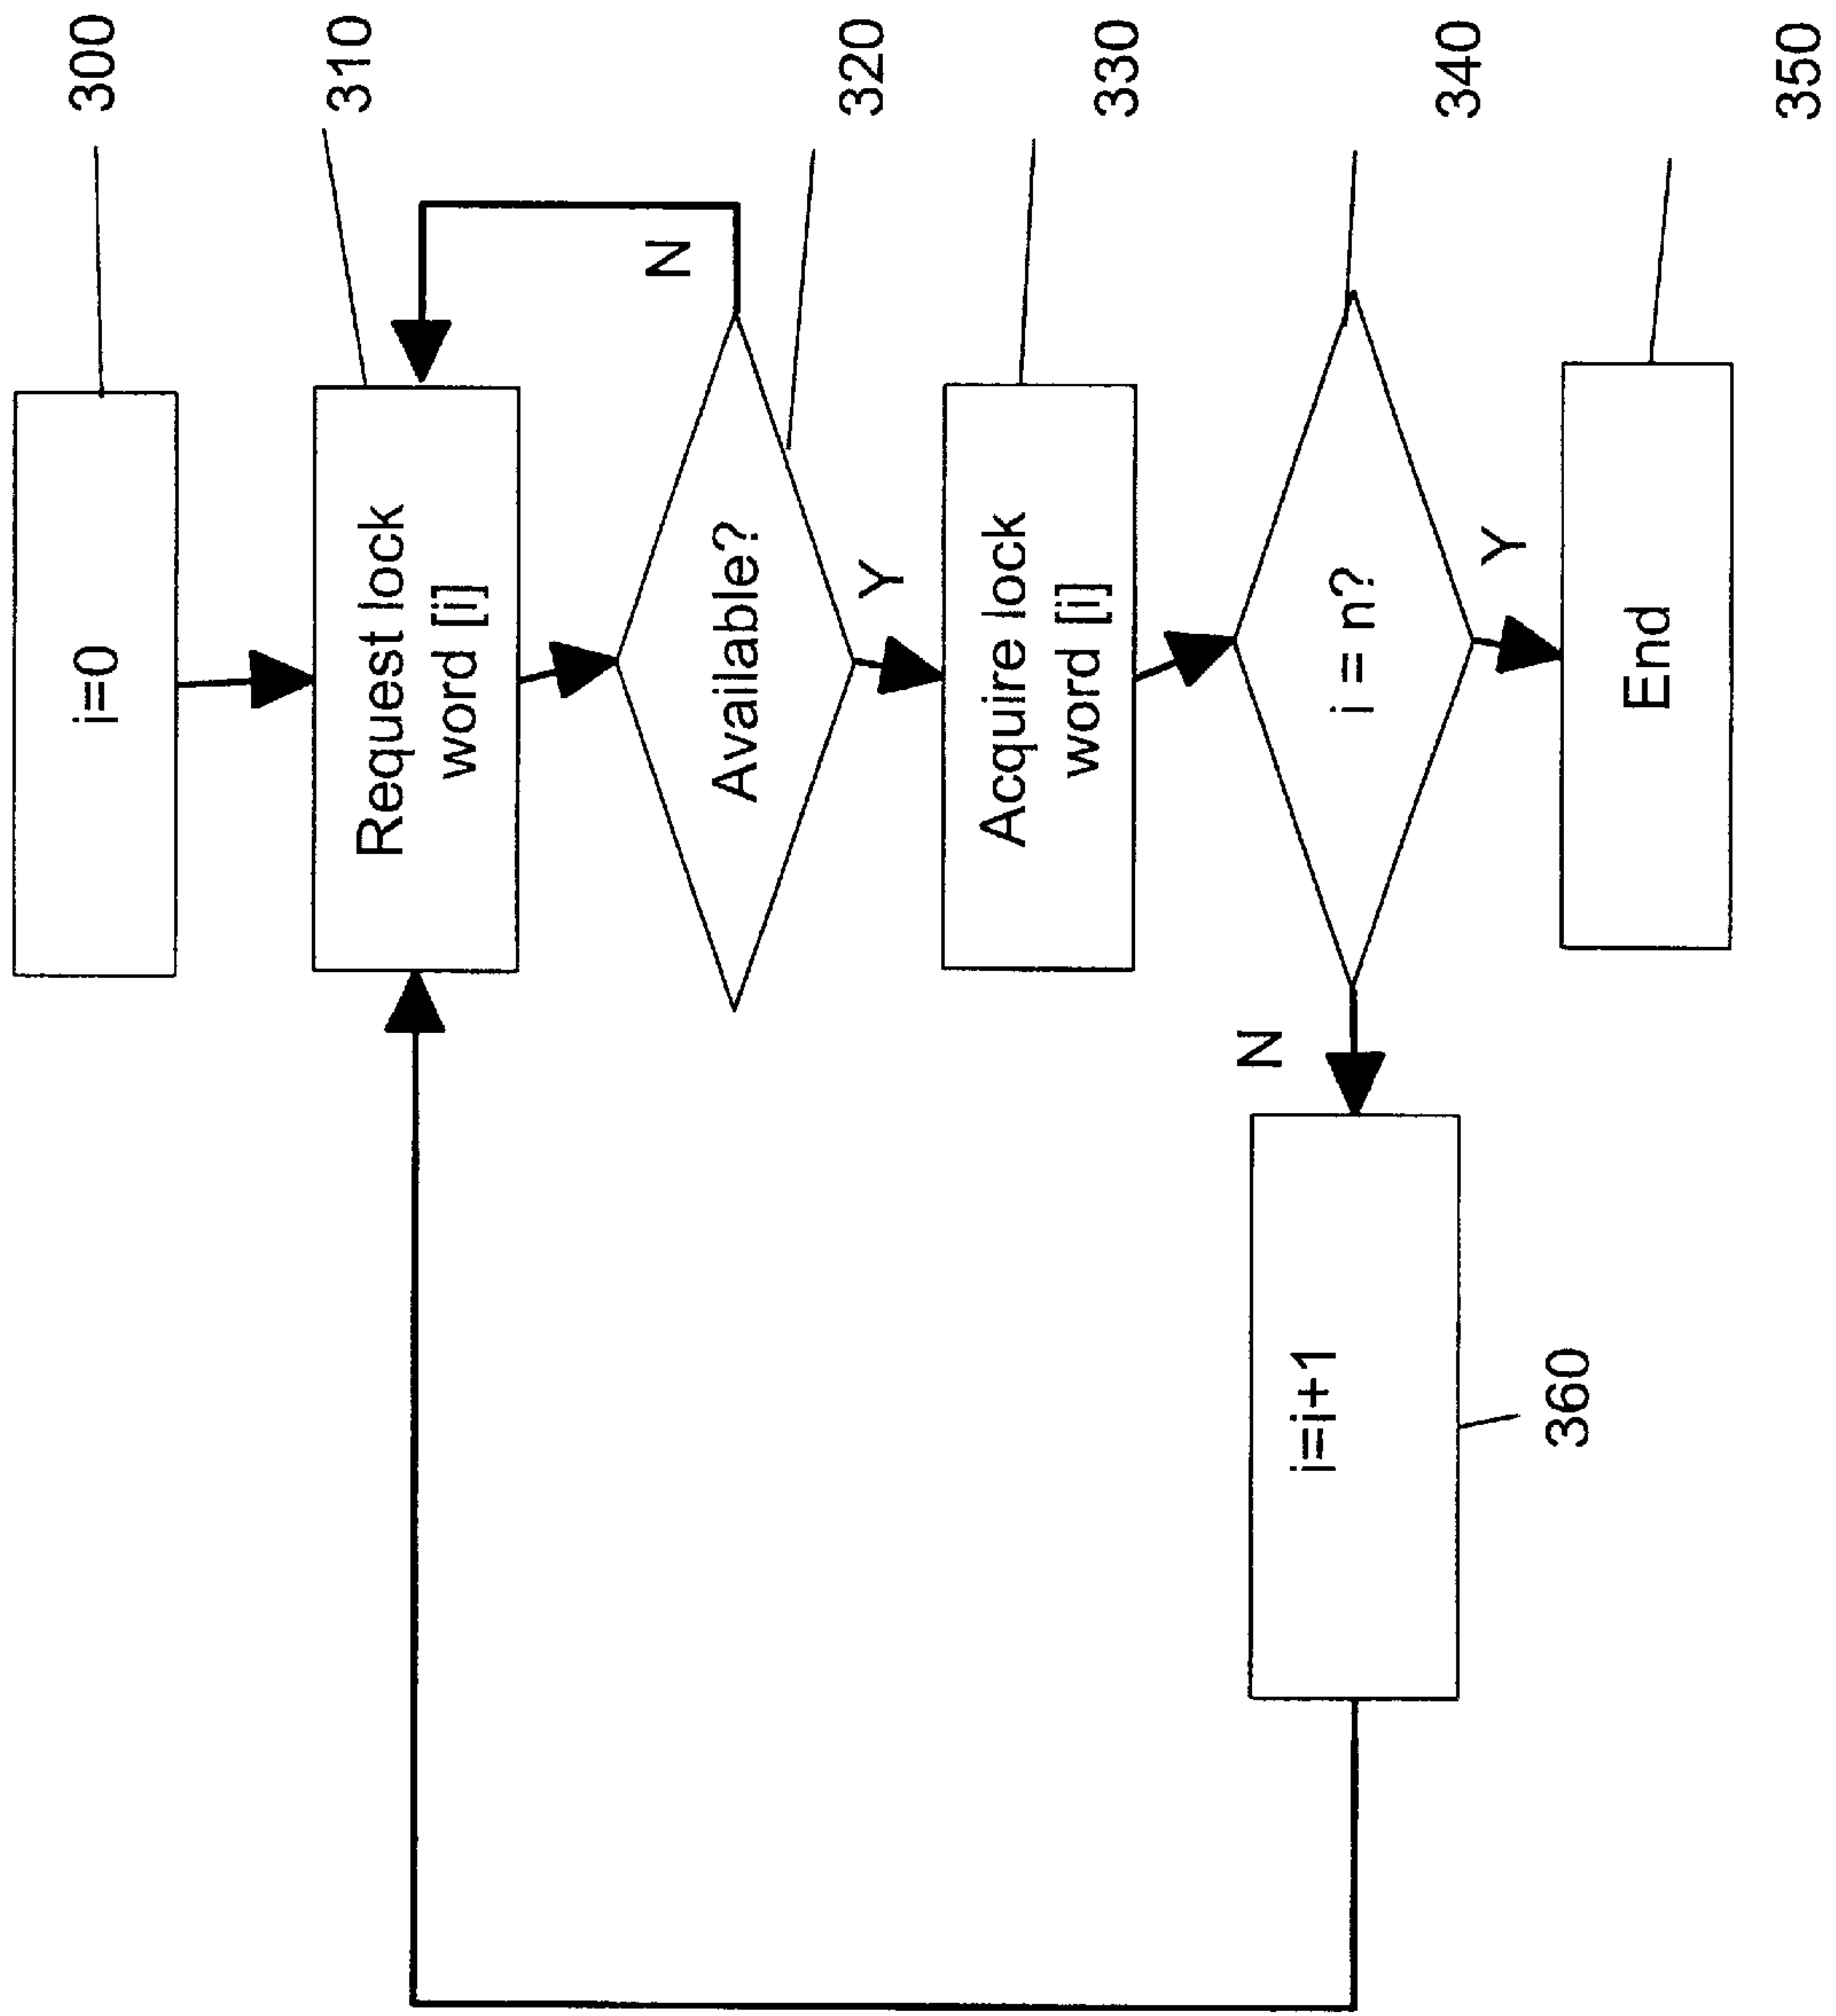 i=0
300
Request lock
word [i]
310
Available?
N
320
Y
Acquire lock
word [i]
330
i = n?
340
N
Y
i=i+1
360
End
350